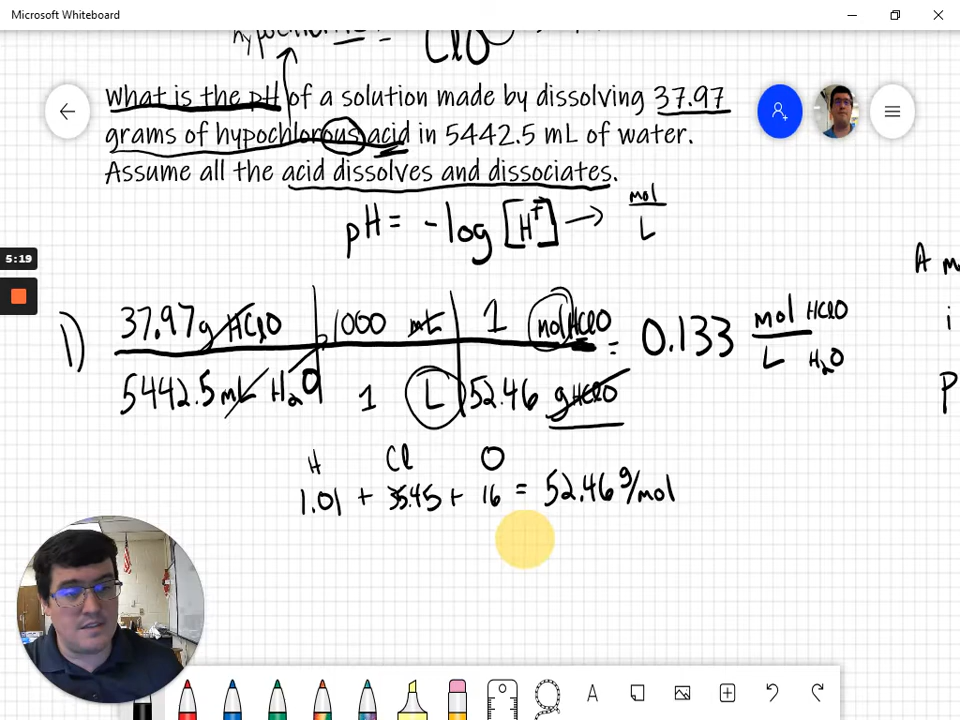 Microsoft Whiteboard
ClO
What is the pH of a solution made by dissolving 37.97
grams of hypochlorous acid in 5442.5 mL of water.
Assume all the acid dissolves and dissociates.
pH = -log [H+] → mol
L
5:19
A
i
P
1) 37.97g HClO 1000 mL 1 mol HClO = 0.133 mol HClO
5442.5 mL H2O 1 L 52.46 g HClO L H2O
H Cl O
1.01 + 35.45 + 16 = 52.46 g/mol
A